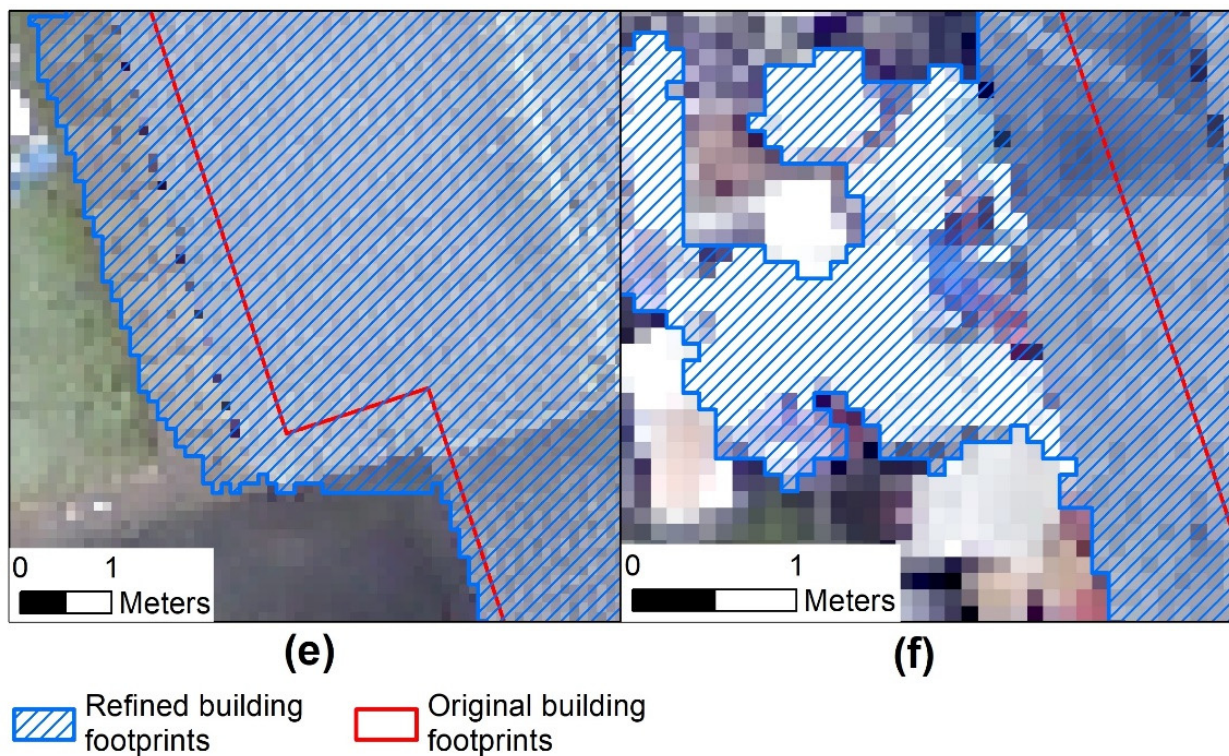 0 1
Meters
0 1
Meters
(e)
(f)
Refined building
footprints
Original building
footprints